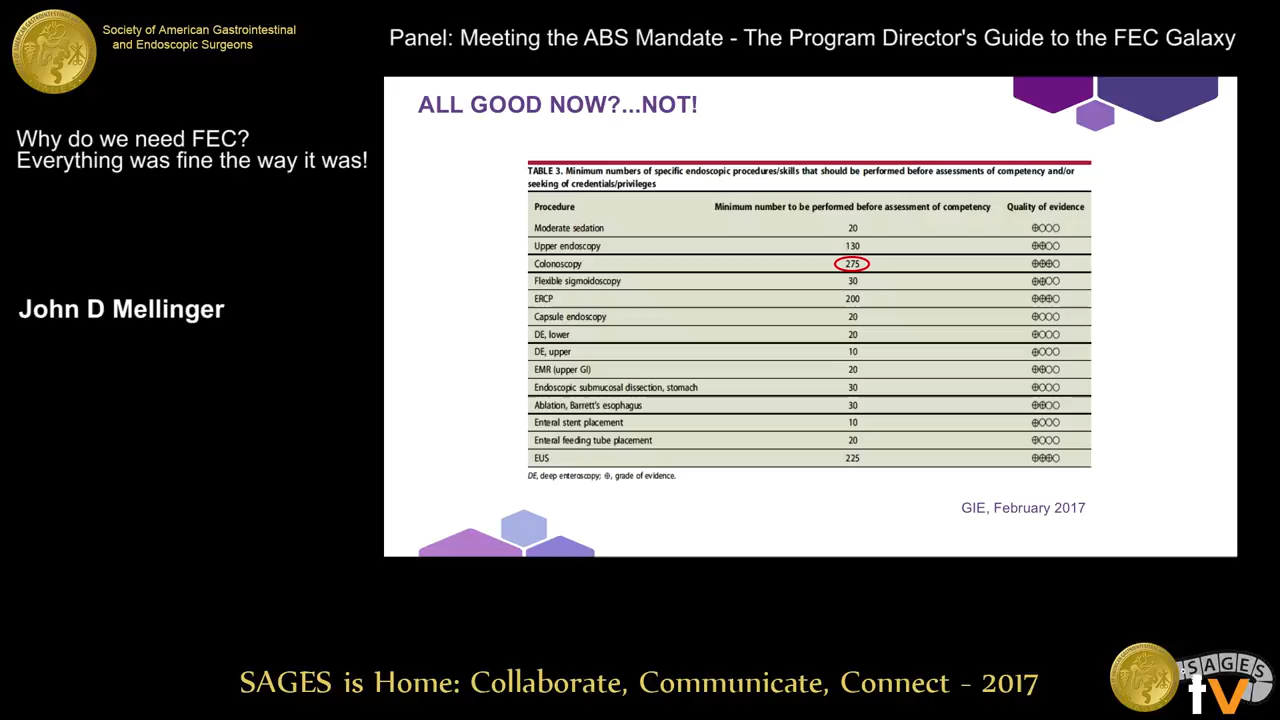 Society of American Gastrointestinal
and Endoscopic Surgeons
Panel: Meeting the ABS Mandate - The Program Director's Guide to the FEC Galaxy
Why do we need FEC?
Everything was fine the way it was!
John D Mellinger
ALL GOOD NOW?...NOT!
TABLE 3. Minimum numbers of specific endoscopic procedures/skills that should be performed before assessments of competency and/or
seeking of credentials/privileges
Procedure Minimum number to be performed before assessment of competency Quality of evidence
Moderate sedation 20 ⊕○○○
Upper endoscopy 130 ⊕⊕○○
Colonoscopy 275 ⊕⊕⊕○
Flexible sigmoidoscopy 30 ⊕⊕○○
ERCP 200 ⊕⊕⊕○
Capsule endoscopy 20 ⊕○○○
DE, lower 20 ⊕○○○
DE, upper 10 ⊕○○○
EMR (upper GI) 20 ⊕⊕○○
Endoscopic submucosal dissection, stomach 30 ⊕○○○
Ablation, Barrett's esophagus 30 ⊕⊕○○
Enteral stent placement 10 ⊕○○○
Enteral feeding tube placement 20 ⊕○○○
EUS 225 ⊕⊕⊕○
DE, deep enteroscopy; ⊕, grade of evidence.
GIE, February 2017
SAGES is Home: Collaborate, Communicate, Connect - 2017
SAGES
tv